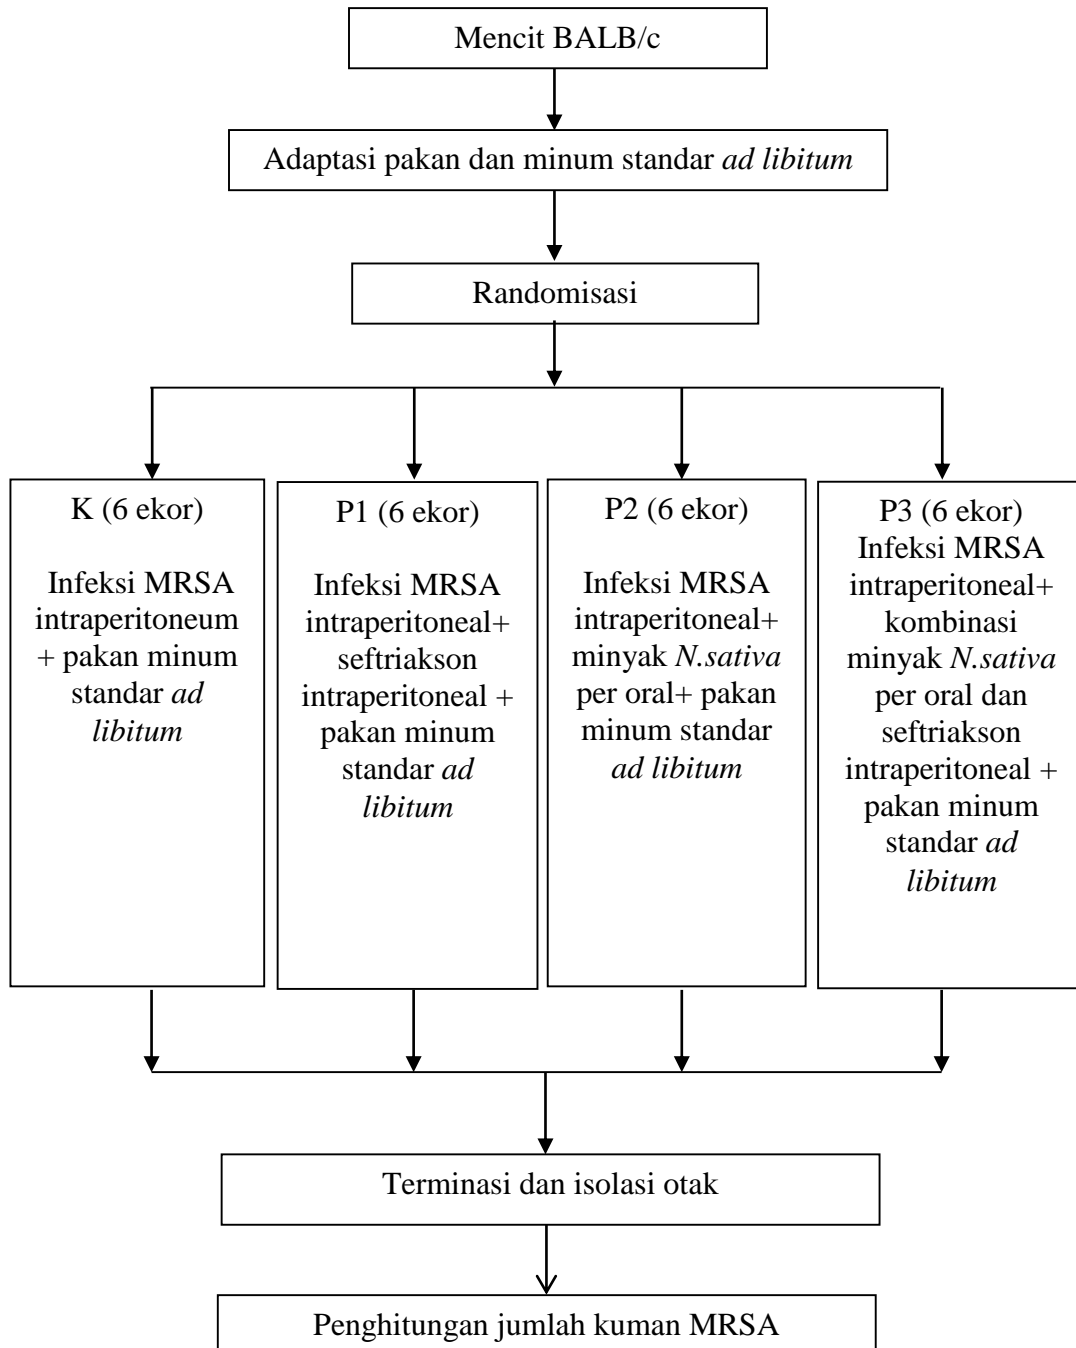 Mencit BALB/c
Adaptasi pakan dan minum standar ad libitum
Randomisasi
K (6 ekor)
Infeksi MRSA
intraperitoneum
+ pakan minum
standar ad
libitum
P1 (6 ekor)
Infeksi MRSA
intraperitoneal+
seftriakson
intraperitoneal +
pakan minum
standar ad
libitum
P2 (6 ekor)
Infeksi MRSA
intraperitoneal+
minyak N.sativa
per oral+ pakan
minum standar
ad libitum
P3 (6 ekor)
Infeksi MRSA
intraperitoneal+
kombinasi
minyak N.sativa
per oral dan
seftriakson
intraperitoneal +
pakan minum
standar ad
libitum
Terminasi dan isolasi otak
Penghitungan jumlah kuman MRSA